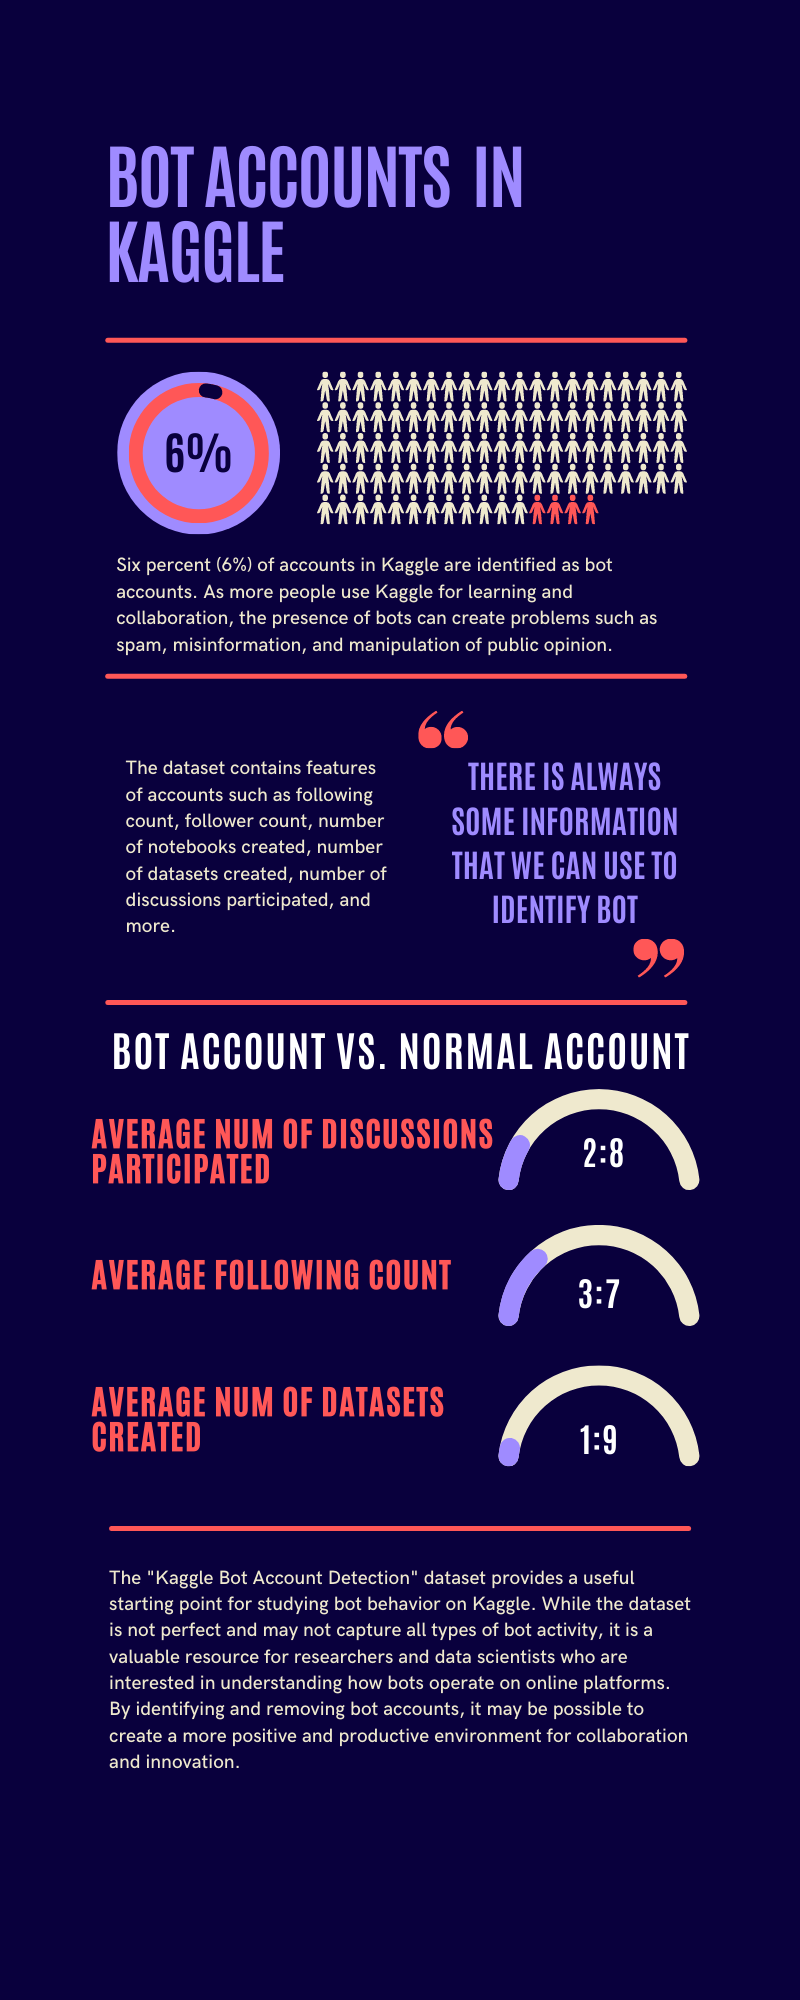 BOT ACCOUNTS IN
KAGGLE
6%
Six percent (6%) of accounts in Kaggle are identified as bot
accounts. As more people use Kaggle for learning and
collaboration, the presence of bots can create problems such as
spam, misinformation, and manipulation of public opinion.
The dataset contains features
of accounts such as following
count, follower count, number
of notebooks created, number
of datasets created, number of
discussions participated, and
more.
“
THERE IS ALWAYS
SOME INFORMATION
THAT WE CAN USE TO
IDENTIFY BOT
”
BOT ACCOUNT VS. NORMAL ACCOUNT
AVERAGE NUM OF DISCUSSIONS
PARTICIPATED
2:8
AVERAGE FOLLOWING COUNT
3:7
AVERAGE NUM OF DATASETS
CREATED
1:9
The "Kaggle Bot Account Detection" dataset provides a useful
starting point for studying bot behavior on Kaggle. While the dataset
is not perfect and may not capture all types of bot activity, it is a
valuable resource for researchers and data scientists who are
interested in understanding how bots operate on online platforms.
By identifying and removing bot accounts, it may be possible to
create a more positive and productive environment for collaboration
and innovation.